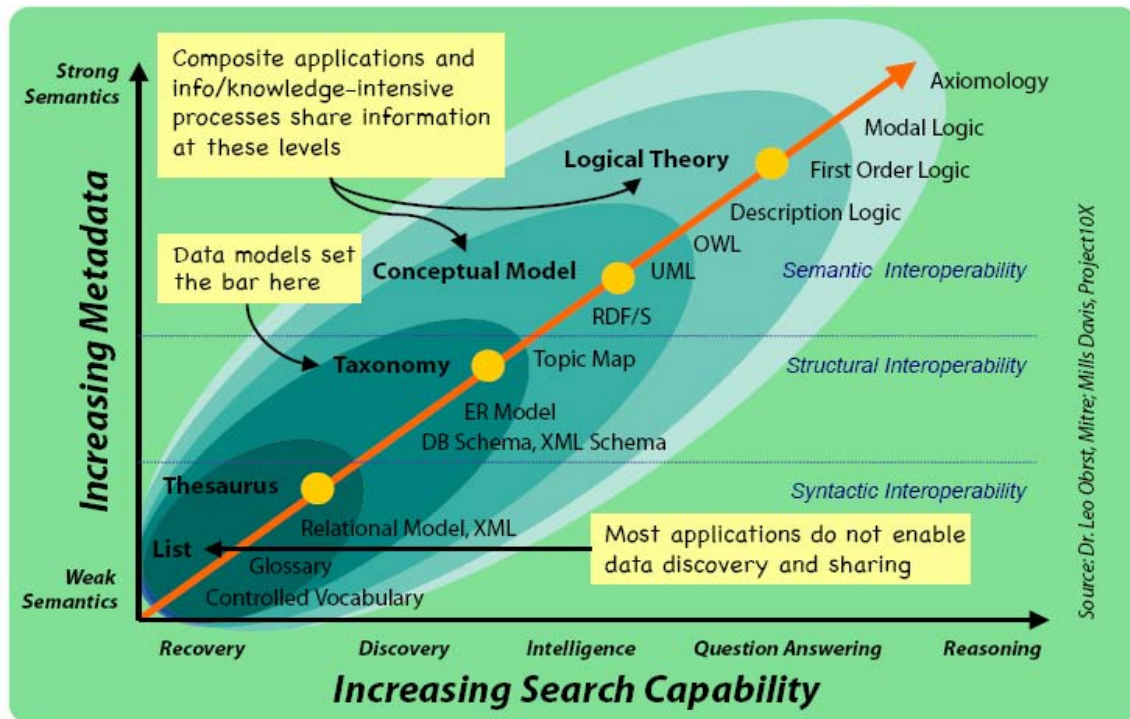 Composite applications and
info/knowledge-intensive
processes share information
at these levels
Strong
Semantics
Axiomology
Modal Logic
Logical Theory
First Order Logic
Description Logic
OWL
Data models set
the bar here
Conceptual Model
UML
Semantic Interoperability
RDF/S
Taxonomy
Topic Map
Structural Interoperability
ER Model
DB Schema, XML Schema
Thesaurus
Syntactic Interoperability
Relational Model, XML
List
Most applications do not enable
data discovery and sharing
Glossary
Weak
Semantics
Controlled Vocabulary
Increasing Metadata
Recovery
Discovery
Intelligence
Question Answering
Reasoning
Increasing Search Capability
Source: Dr. Leo Obrst, Mitre; Mills Davis, Project10X